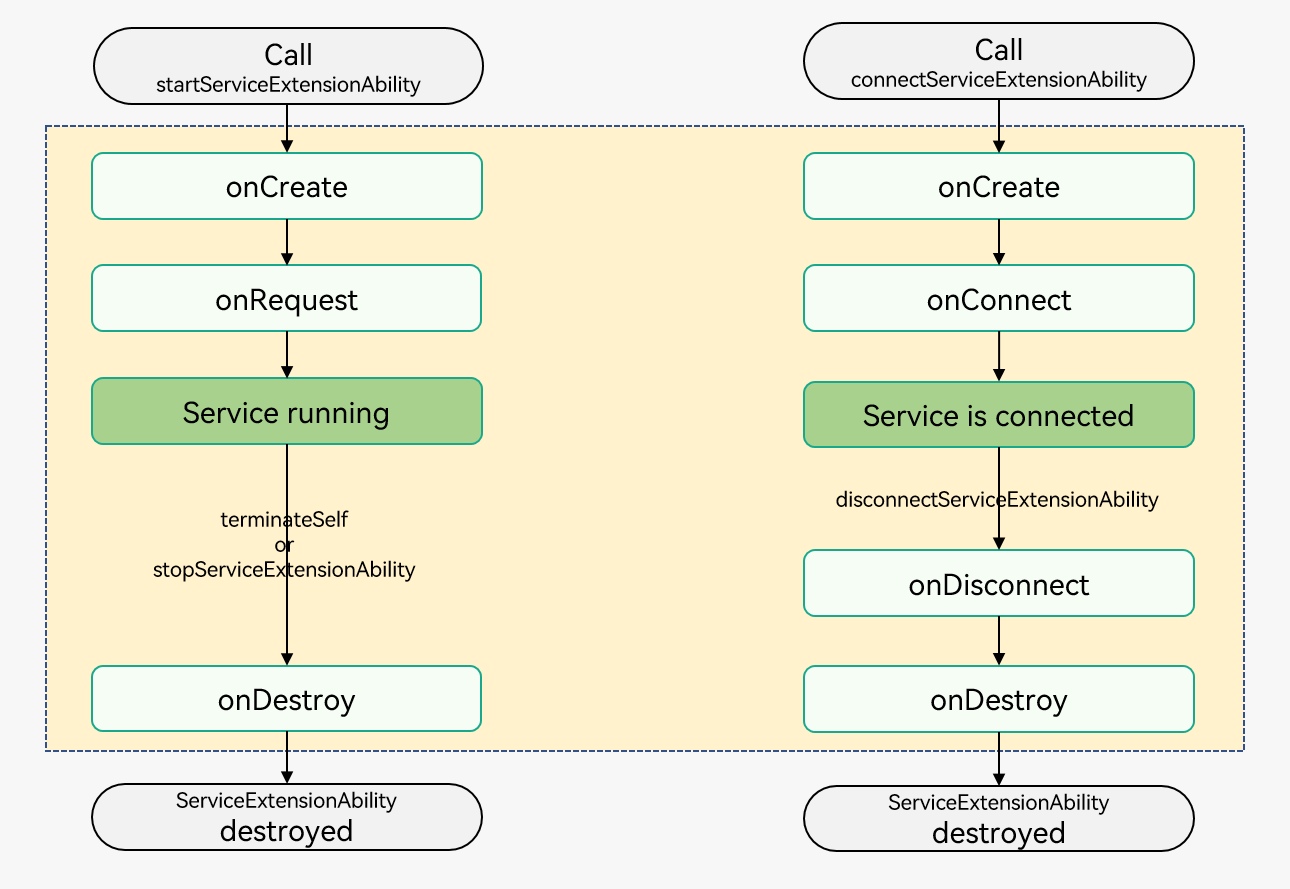 Call
startServiceExtensionAbility
onCreate
onRequest
Service running
terminateSelf
or
stopServiceExtensionAbility
onDestroy
ServiceExtensionAbility
destroyed
Call
connectServiceExtensionAbility
onCreate
onConnect
Service is connected
disconnectServiceExtensionAbility
onDisconnect
onDestroy
ServiceExtensionAbility
destroyed